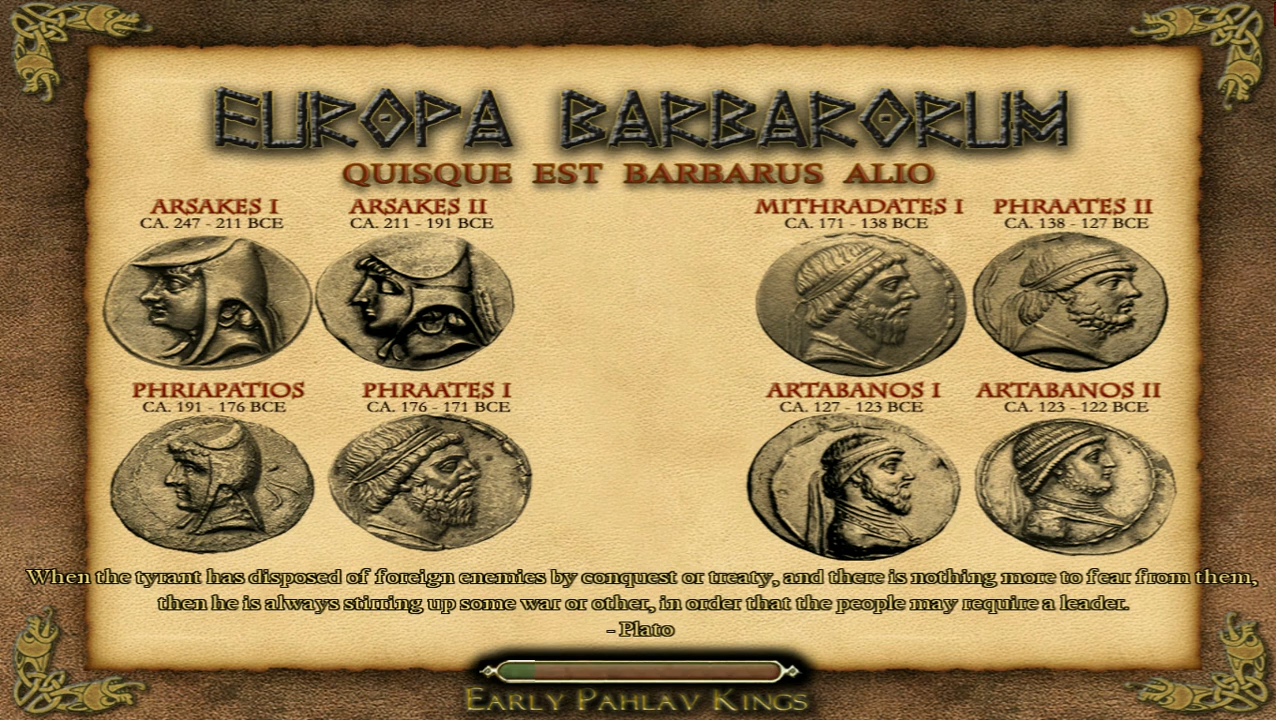 EUROPA BARBARORUM
QUISQUE EST BARBARUS ALIO
ARSAKES I
CA. 247 - 211 BCE
ARSAKES II
CA. 211 - 191 BCE
MITHRADATES I
CA. 171 - 138 BCE
PHRAATES II
CA. 138 - 127 BCE
PHRIAPATIOS
CA. 191 - 176 BCE
PHRAATES I
CA. 176 - 171 BCE
ARTABANOS I
CA. 127 - 123 BCE
ARTABANOS II
CA. 123 - 122 BCE
When the tyrant has disposed of foreign enemies by conquest or treaty, and there is nothing more to fear from them,
then he is always stirring up some war or other, in order that the people may require a leader.
- Plato
EARLY PAHLAV KINGS